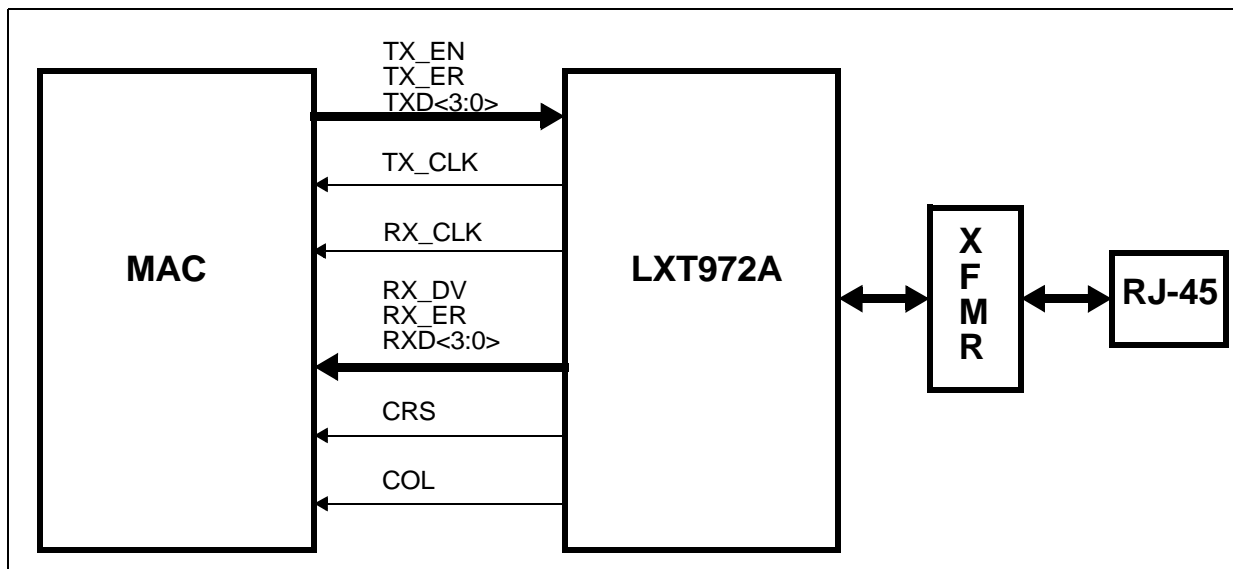 TX_EN
TX_ER
TXD<3:0>
TX_CLK
RX_CLK
MAC
LXT972A
RX_DV
RX_ER
RXD<3:0>
CRS
COL
X
F
M
R
RJ-45